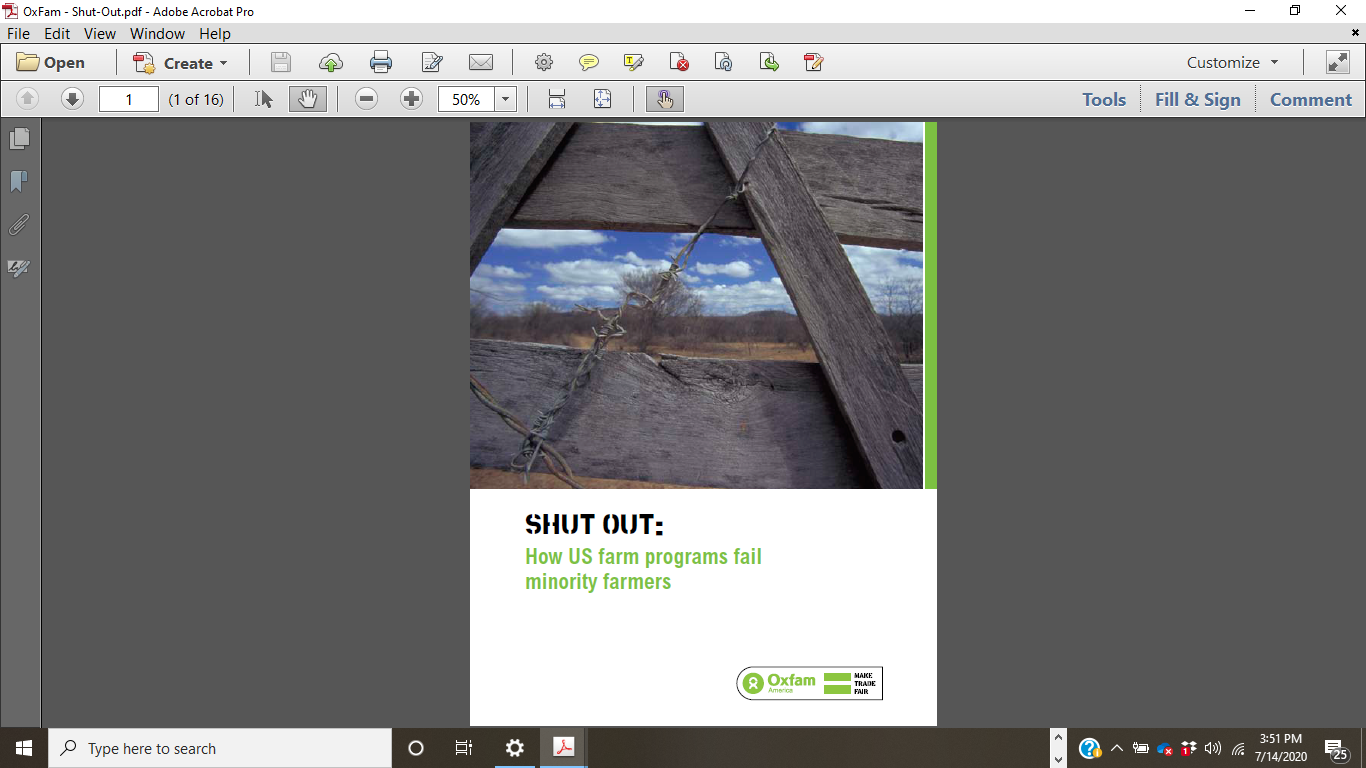 OxFam - Shut-Out.pdf - Adobe Acrobat Pro
File Edit View Window Help
Open Create Customize
1 (1 of 16) 50% Tools Fill & Sign Comment
SHUT OUT:
How US farm programs fail
minority farmers
Oxfam
America
MAKE
TRADE
FAIR
Type here to search
3:51 PM
7/14/2020
25